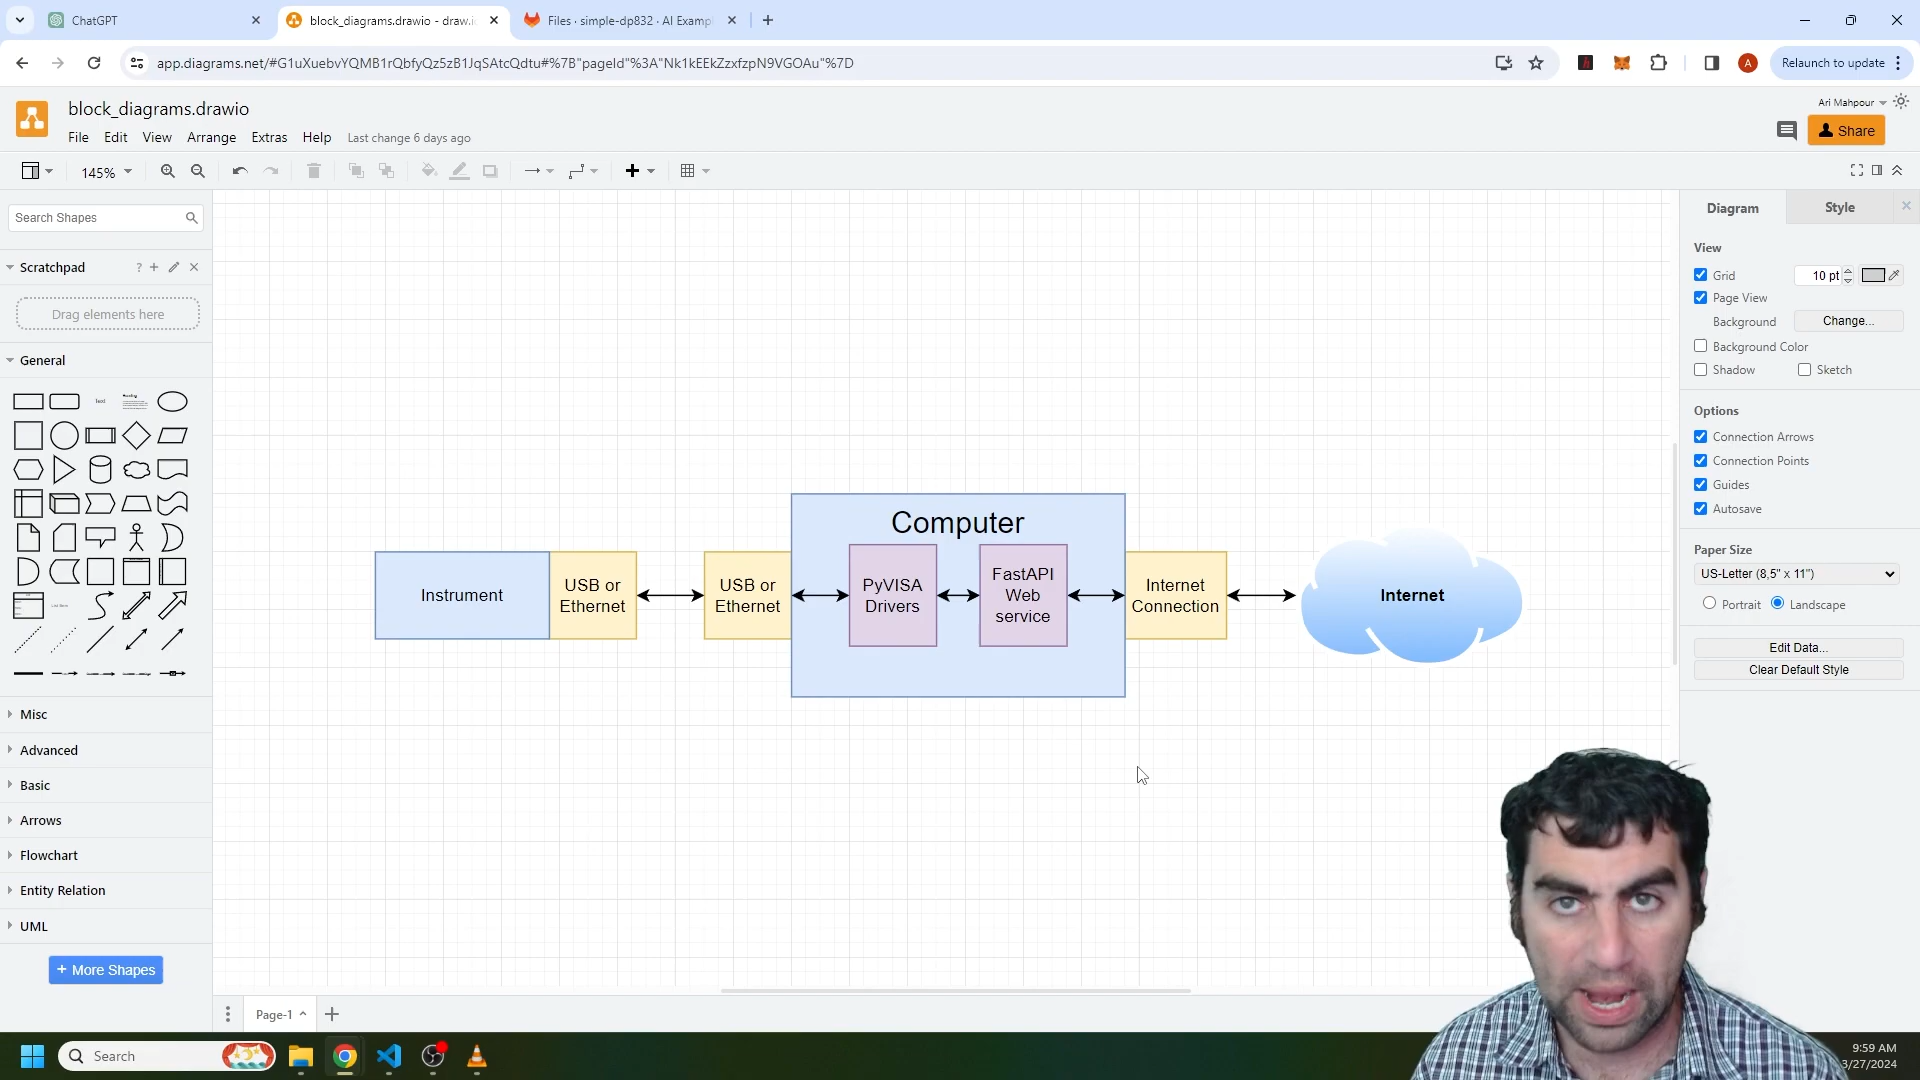 ChatGPT
block_diagrams.drawio - draw.i
Files · simple-dp832 · AI Exampl
app.diagrams.net/#G1uXuebvYQMB1rQbfyQz5zB1JqSAtcQdtu#%7B"pageId"%3A"Nk1kEEkZzxfzpN9VGOAu"%7D
A
Relaunch to update
block_diagrams.drawio
Ari Mahpour
File Edit View Arrange Extras Help Last change 6 days ago
Share
145%
Search Shapes
Scratchpad
?
Drag elements here
General
Text
Heading
Misc
Advanced
Basic
Arrows
Flowchart
Entity Relation
UML
+ More Shapes
Instrument
USB or
Ethernet
USB or
Ethernet
Computer
PyVISA
Drivers
FastAPI
Web
service
Internet
Connection
Internet
Diagram
Style
View
Grid
10 pt
Page View
Background
Change...
Background Color
Shadow
Sketch
Options
Connection Arrows
Connection Points
Guides
Autosave
Paper Size
US-Letter (8,5" x 11")
Portrait
Landscape
Edit Data...
Clear Default Style
Page-1
Search
9:59 AM
3/27/2024